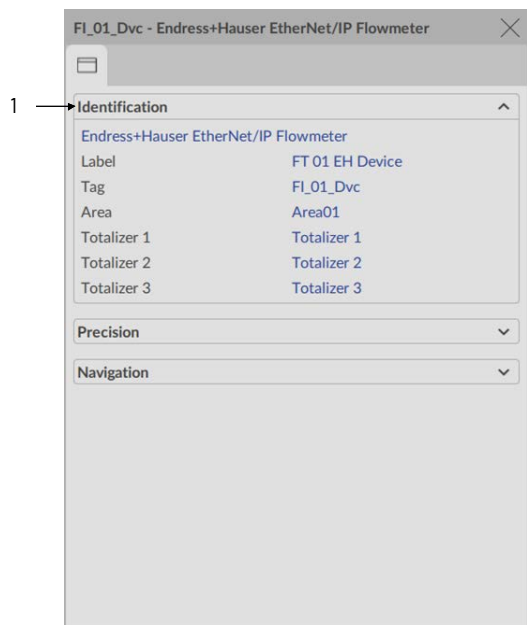 FI_01_Dvc - Endress+Hauser EtherNet/IP Flowmeter
1
Identification
Endress+Hauser EtherNet/IP Flowmeter
Label FT 01 EH Device
Tag FI_01_Dvc
Area Area01
Totalizer 1 Totalizer 1
Totalizer 2 Totalizer 2
Totalizer 3 Totalizer 3
Precision
Navigation